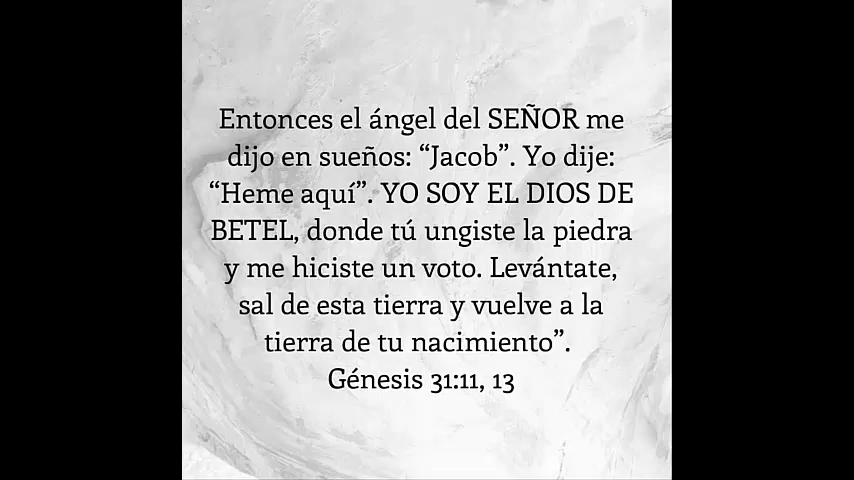 Entonces el ángel del SEÑOR me
dijo en sueños: “Jacob”. Yo dije:
“Heme aquí”. YO SOY EL DIOS DE
BETEL, donde tú ungiste la piedra
y me hiciste un voto. Levántate,
sal de esta tierra y vuelve a la
tierra de tu nacimiento”.
Génesis 31:11, 13